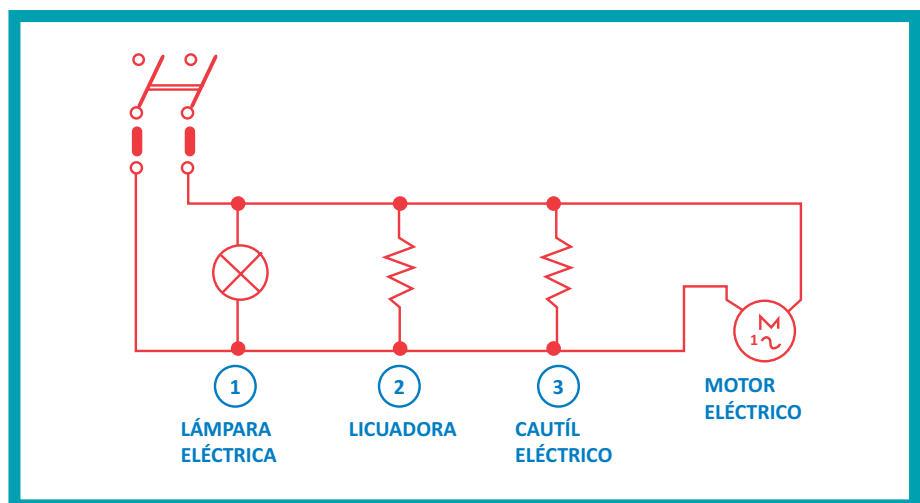 M
1
1
2
3
LÁMPARA
ELÉCTRICA
LICUADORA
CAUTÍL
ELÉCTRICO
MOTOR
ELÉCTRICO